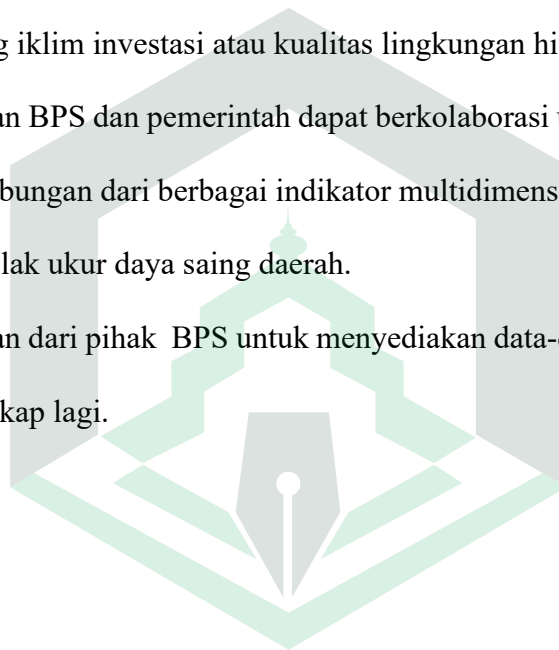 g iklim investasi atau kualitas lingkungan hi
an BPS dan pemerintah dapat berkolaborasi
bungan dari berbagai indikator multidimens
lak ukur daya saing daerah.
an dari pihak BPS untuk menyediakan data-
kap lagi.